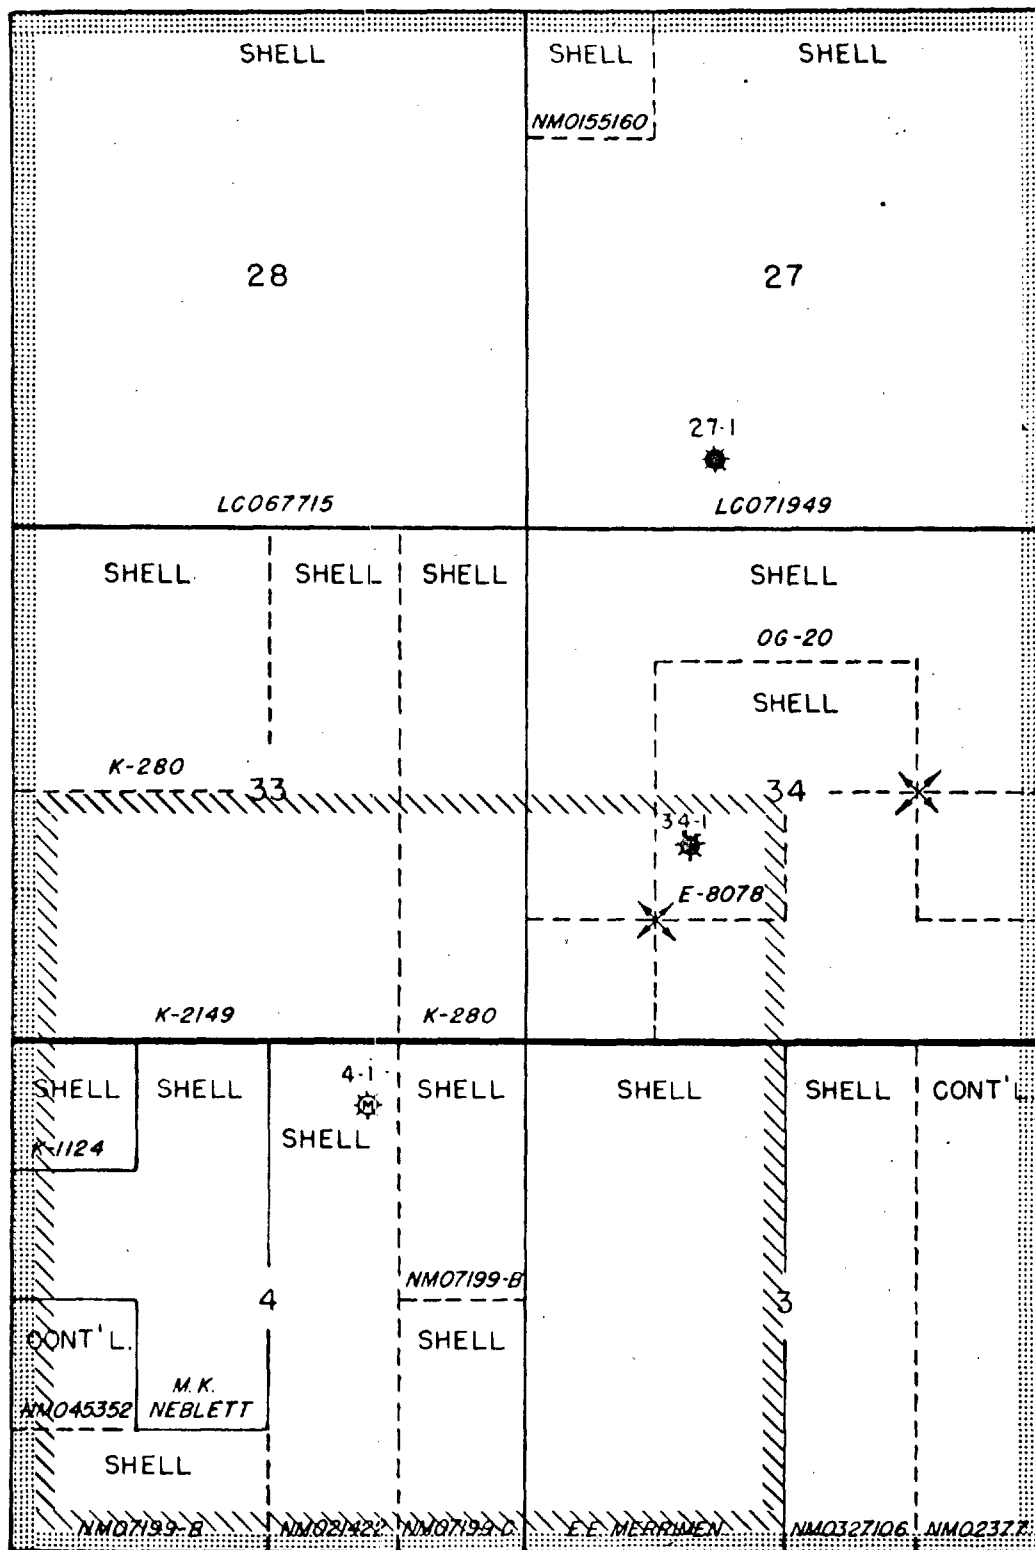 SHELL
SHELL
SHELL
NM0155160
28
27
27-1
LC067715
LC071949
SHELL
SHELL
SHELL
SHELL
OG-20
SHELL
K-280
33
34
34-1
E-8078
K-2149
K-280
4-1
M
SHELL
SHELL
SHELL
SHELL
SHELL
SHELL
CONT'L.
K-1124
NM07199-B
4
3
CONT'L.
SHELL
M.K.
NEBLETT
NM045352
SHELL
NM07199-B
NM021422
NM07199-C
E.E. MERRIMEN
NM0327106
NM02377